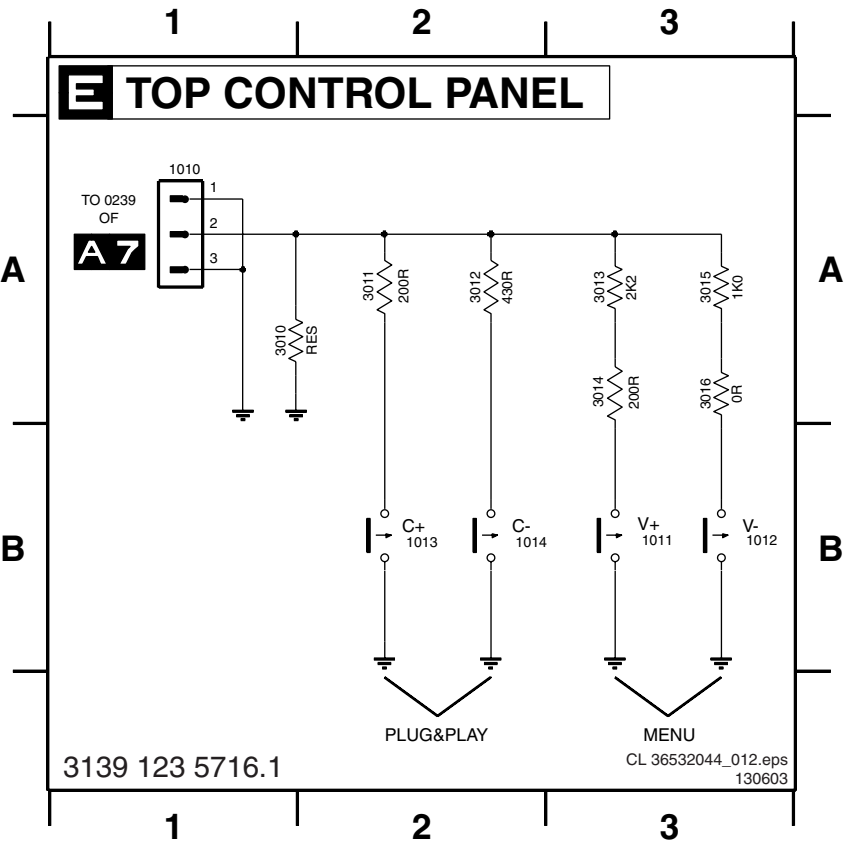 1 2 3
E TOP CONTROL PANEL
1010
TO 0239
OF
A 7
1
2
3
A A
3010
RES
3011
200R
3012
430R
3013
2K2
3014
200R
3015
1K0
3016
0R
B B
C+
1013
C-
1014
V+
1011
V-
1012
PLUG&PLAY
MENU
3139 123 5716.1
CL 36532044_012.eps
130603
1 2 3